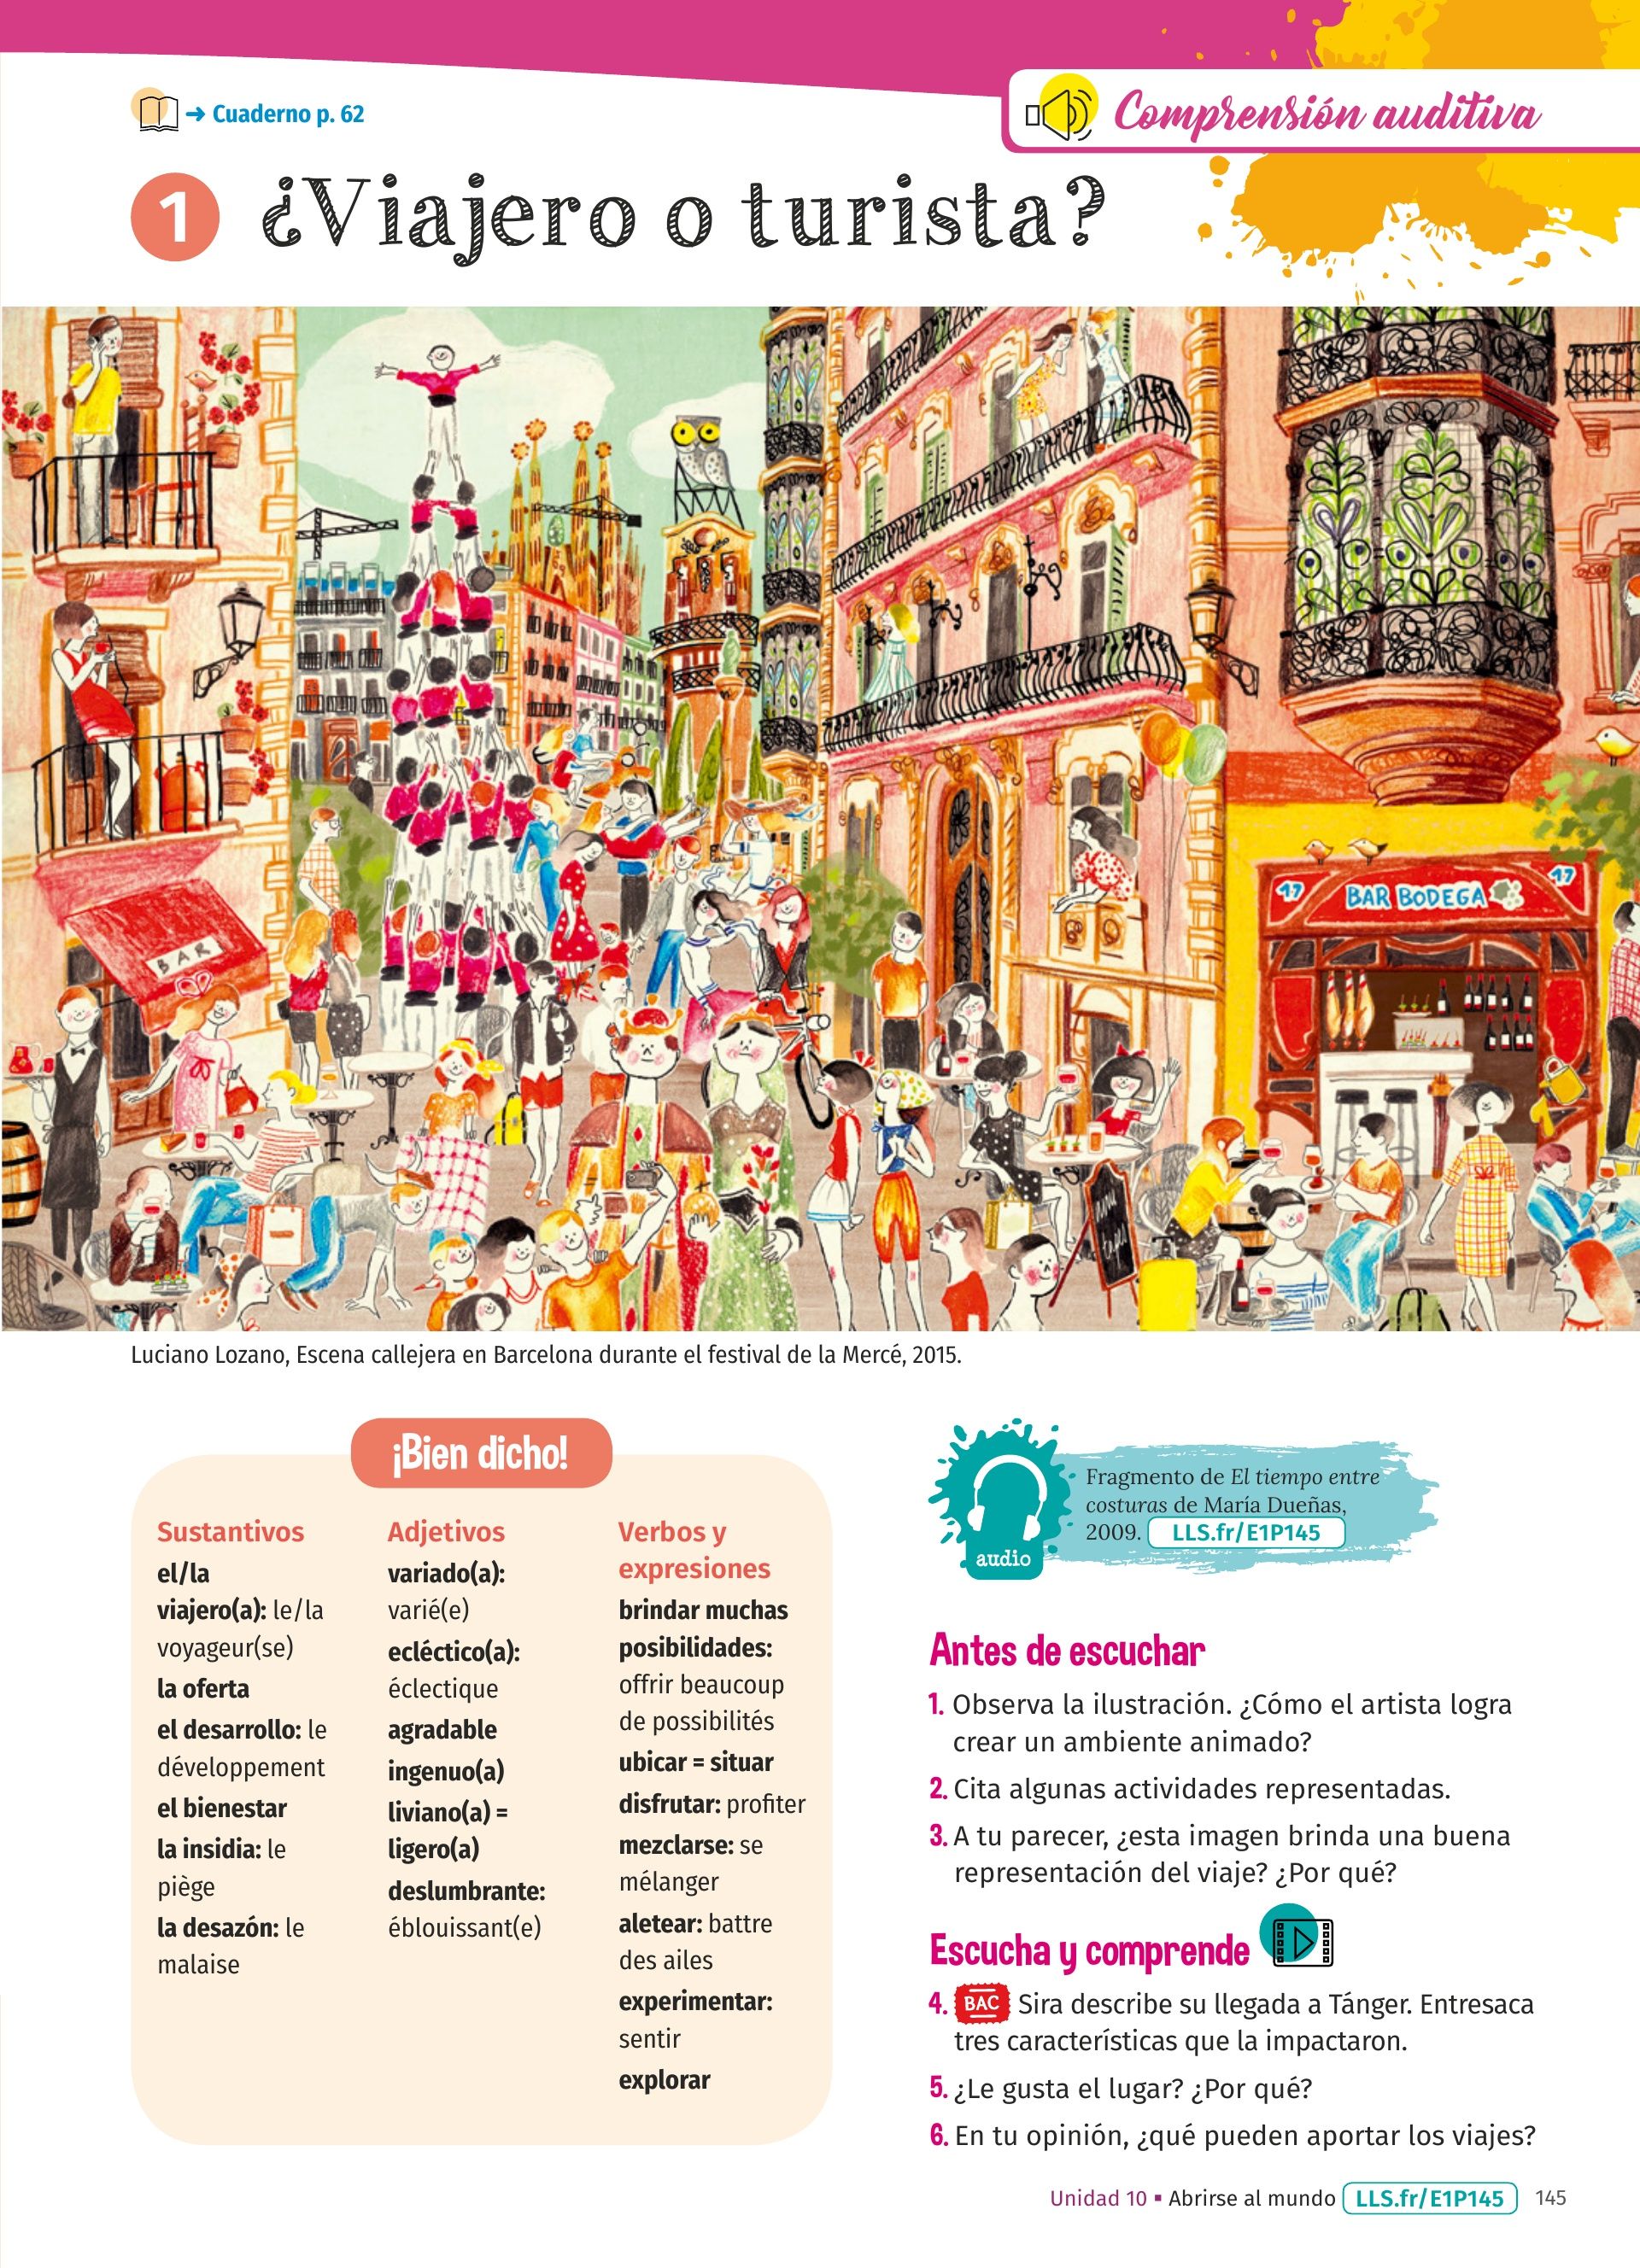 ➜ Cuaderno p. 62
Comprensión auditiva
1 ¿Viajero o turista?
BAR
17 BAR BODEGA 17
Luciano Lozano, Escena callejera en Barcelona durante el festival de la Mercé, 2015.
¡Bien dicho!
Sustantivos
el/la
viajero(a): le/la
voyageur(se)
la oferta
el desarrollo: le
développement
el bienestar
la insidia: le
piège
la desazón: le
malaise
Adjetivos
variado(a):
varié(e)
ecléctico(a):
éclectique
agradable
ingenuo(a)
liviano(a) =
ligero(a)
deslumbrante:
éblouissant(e)
Verbos y
expresiones
brindar muchas
posibilidades:
offrir beaucoup
de possibilités
ubicar = situar
disfrutar: profiter
mezclarse: se
mélanger
aletear: battre
des ailes
experimentar:
sentir
explorar
audio
Fragmento de El tiempo entre
costuras de María Dueñas,
2009. LLS.fr/E1P145
Antes de escuchar
1. Observa la ilustración. ¿Cómo el artista logra
crear un ambiente animado?
2. Cita algunas actividades representadas.
3. A tu parecer, ¿esta imagen brinda una buena
representación del viaje? ¿Por qué?
Escucha y comprende
4. BAC Sira describe su llegada a Tánger. Entresaca
tres características que la impactaron.
5. ¿Le gusta el lugar? ¿Por qué?
6. En tu opinión, ¿qué pueden aportar los viajes?
Unidad 10 ▪ Abrirse al mundo LLS.fr/E1P145 145